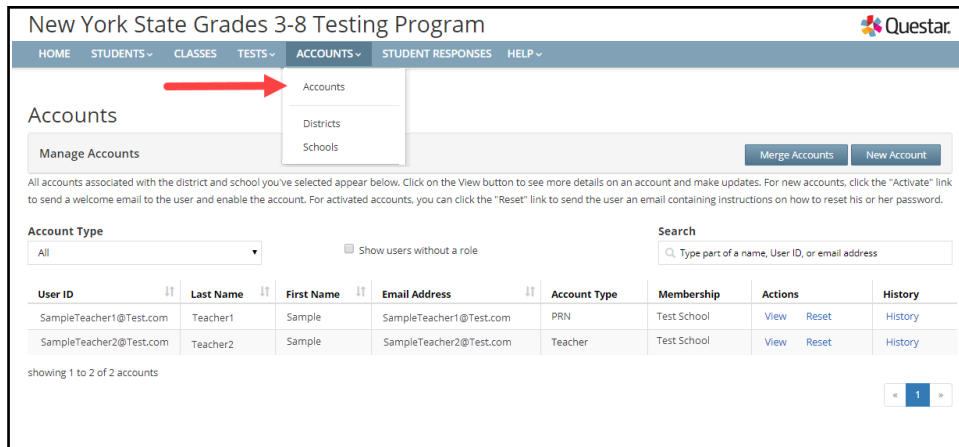 New York State Grades 3-8 Testing Program
Questar.
HOME STUDENTS CLASSES TESTS ACCOUNTS STUDENT RESPONSES HELP
Accounts
Districts
Schools
Accounts
Manage Accounts
Merge Accounts
New Account
All accounts associated with the district and school you've selected appear below. Click on the View button to see more details on an account and make updates. For new accounts, click the "Activate" link
to send a welcome email to the user and enable the account. For activated accounts, you can click the "Reset" link to send the user an email containing instructions on how to reset his or her password.
Account Type
All
Show users without a role
Search
Type part of a name, User ID, or email address
User ID Last Name First Name Email Address Account Type Membership Actions History
SampleTeacher1@Test.com Teacher1 Sample SampleTeacher1@Test.com PRN Test School View Reset History
SampleTeacher2@Test.com Teacher2 Sample SampleTeacher2@Test.com Teacher Test School View Reset History
showing 1 to 2 of 2 accounts
« 1 »